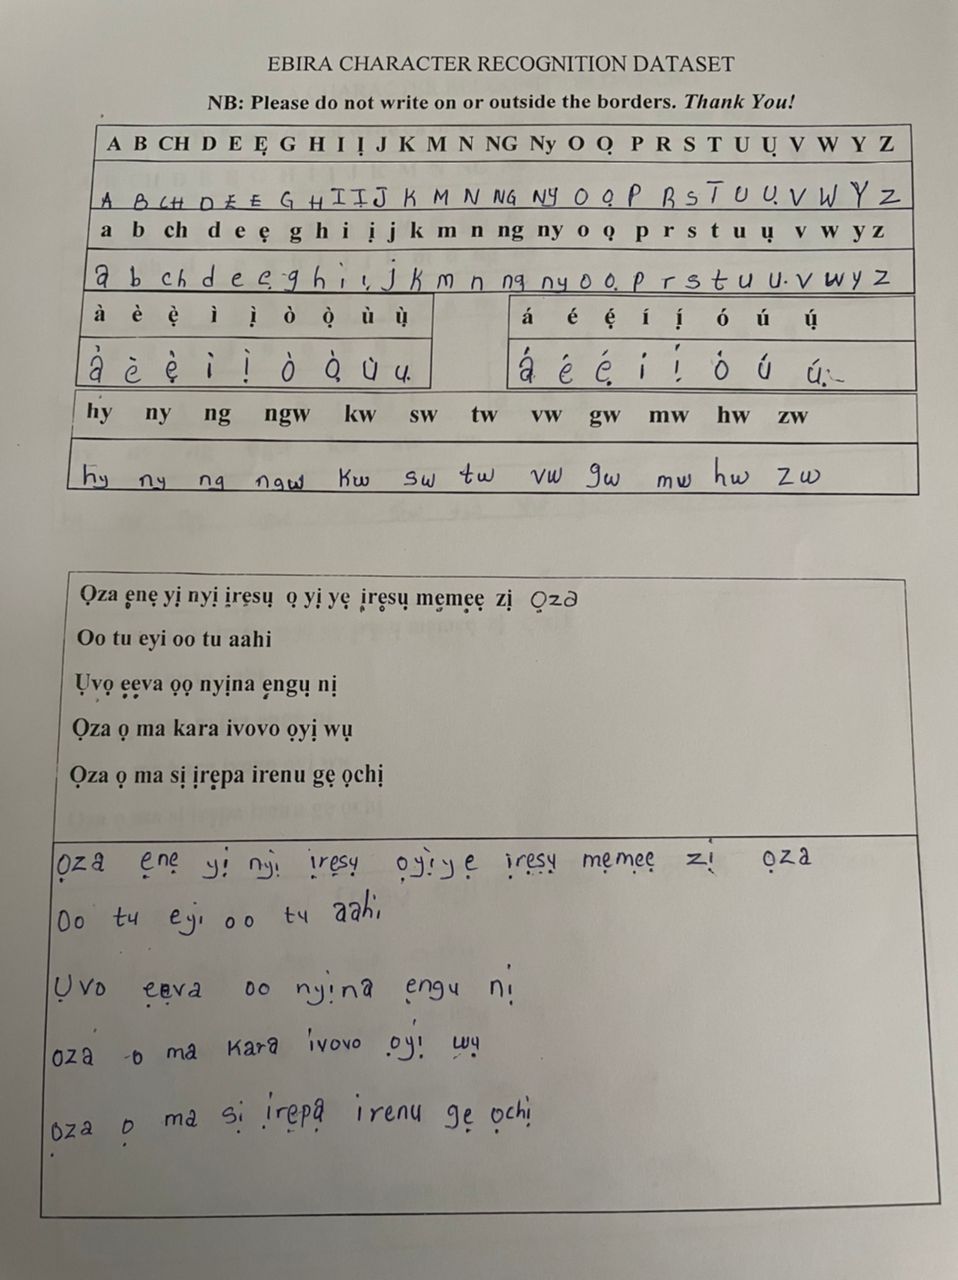 EBIRA CHARACTER RECOGNITION DATASET
NB: Please do not write on or outside the borders. Thank You!
A B CH D E Ẹ G H I Ị J K M N NG Ny O Ọ P R S T U Ụ V W Y Z
A B CH D E E G H I I J K M N NG NY O Ọ P R S T U Ụ V W Y Z
a b ch d e ẹ g h i ị j k m n ng ny o ọ p r s t u ụ v w y z
a b ch d e ẹ g h i ị j k m n ng ny o ọ p r s t u ụ v w y z
à è ẹ̀ ì ị̀ ò ọ̀ ù ụ̀
à è ẹ̀ ì ị̀ ò ọ̀ ù ụ
á é ẹ́ í ị́ ó ú ụ́
á é ẹ́ í ị́ ó ú ụ́
hy ny ng ngw kw sw tw vw gw mw hw zw
hy ny ng ngw kw sw tw vw gw mw hw zw
Ọza ẹnẹ yị nyị ịrẹsụ ọ yị yẹ ịrẹsụ mẹmẹẹ zị Ọza
Oo tu eyi oo tu aahi
Ụvọ ẹẹva ọọ nyịna ẹngụ nị
Ọza ọ ma kara ivovo ọyị wụ
Ọza ọ ma sị ịrẹpa irenu gẹ ọchị
Ọza ẹnẹ yị nyị ịrẹsụ ọyịyẹ ịrẹsụ mẹmẹẹ zị ọza
Oo tu eyi oo tu aahi
Ụvo ẹẹva oo nyịna ẹngu nị
oza o ma kara ivovo ọyị wụ
ọza ọ ma sị ịrẹpạ irenu gẹ ọchị